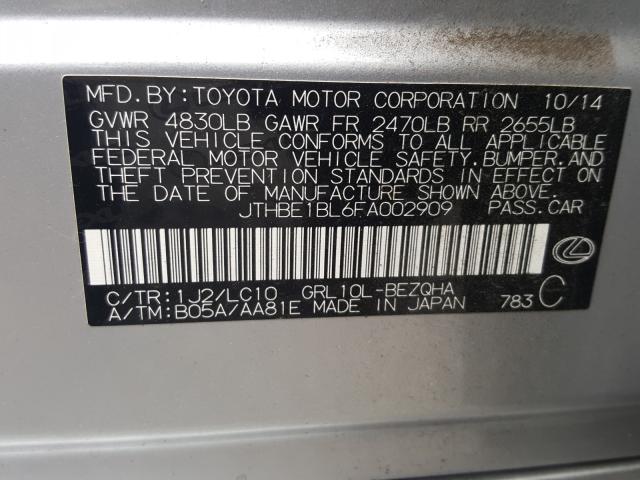 MFD. BY: TOYOTA MOTOR CORPORATION 10/14
GVWR 4830LB GAWR FR 2470LB RR 2655LB
THIS VEHICLE CONFORMS TO ALL APPLICABLE
FEDERAL MOTOR VEHICLE SAFETY, BUMPER, AND
THEFT PREVENTION STANDARDS IN EFFECT ON
THE DATE OF MANUFACTURE SHOWN ABOVE.
JTHBE1BL6FA002909 PASS. CAR
C/TR: 1J2/LC10 GRL10L-BEZQHA
A/TM: B05A/AA81E MADE IN JAPAN 783 C